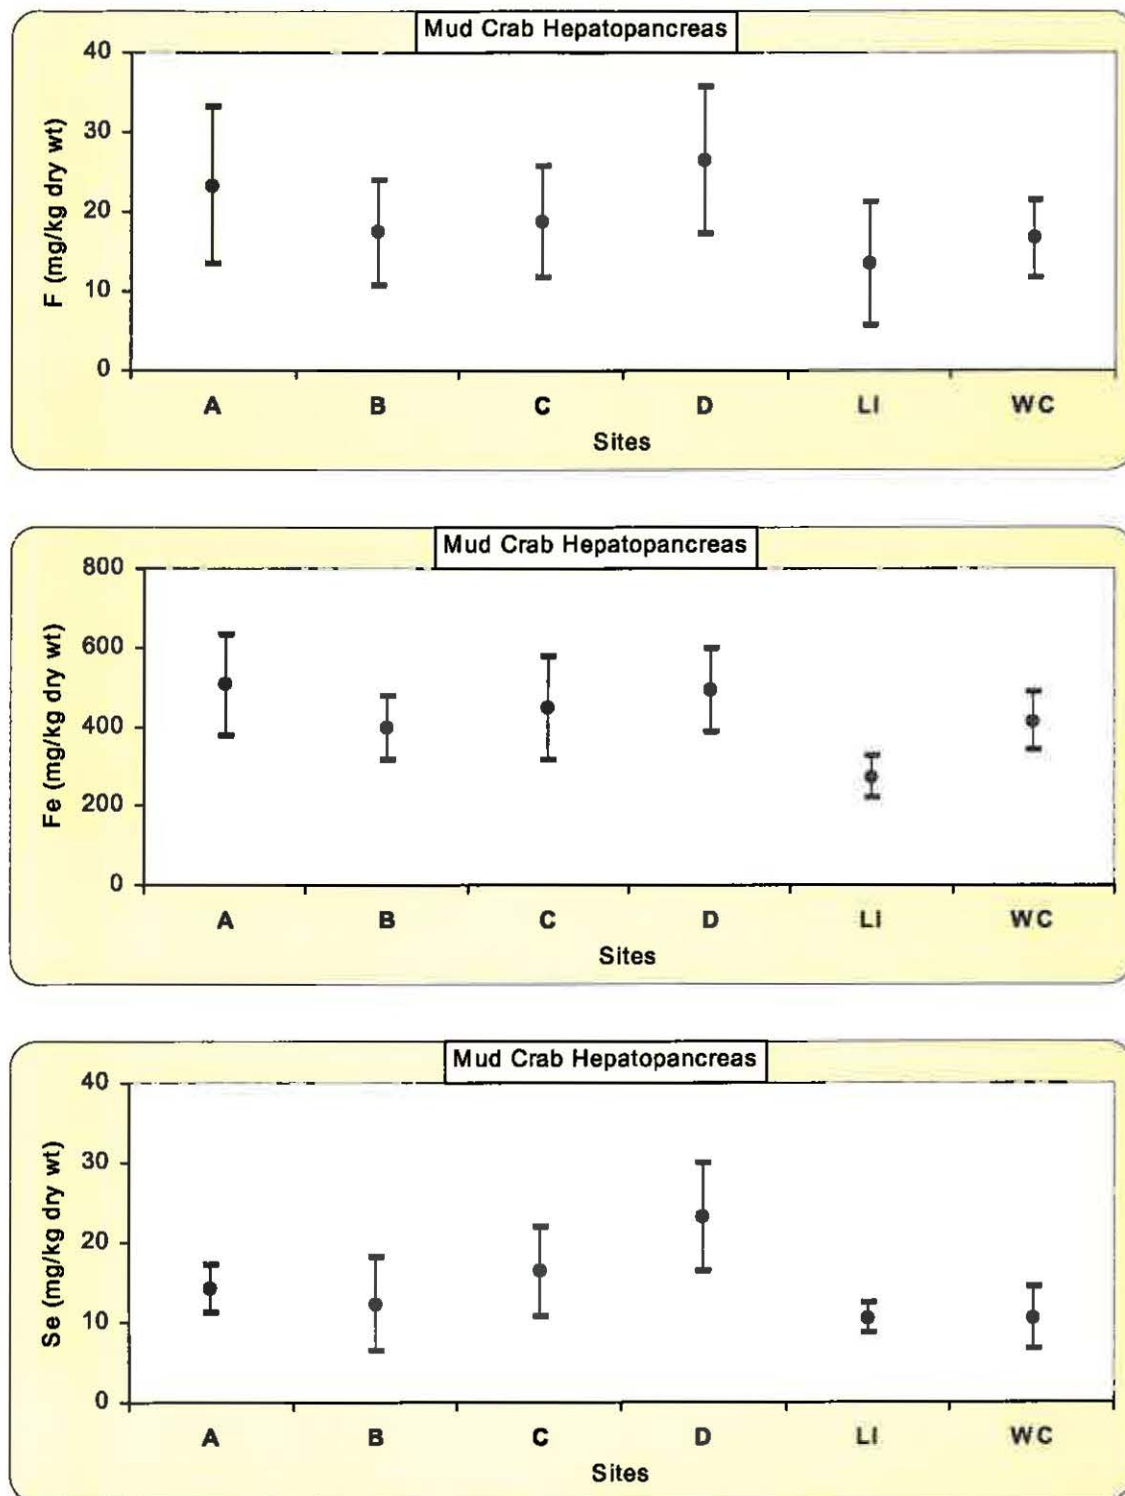 Mud Crab Hepatopancreas
40
30
20
10
0
F (mg/kg dry wt)
A B C D LI WC
Sites
Mud Crab Hepatopancreas
800
600
400
200
0
Fe (mg/kg dry wt)
A B C D LI WC
Sites
Mud Crab Hepatopancreas
40
30
20
10
0
Se (mg/kg dry wt)
A B C D LI WC
Sites